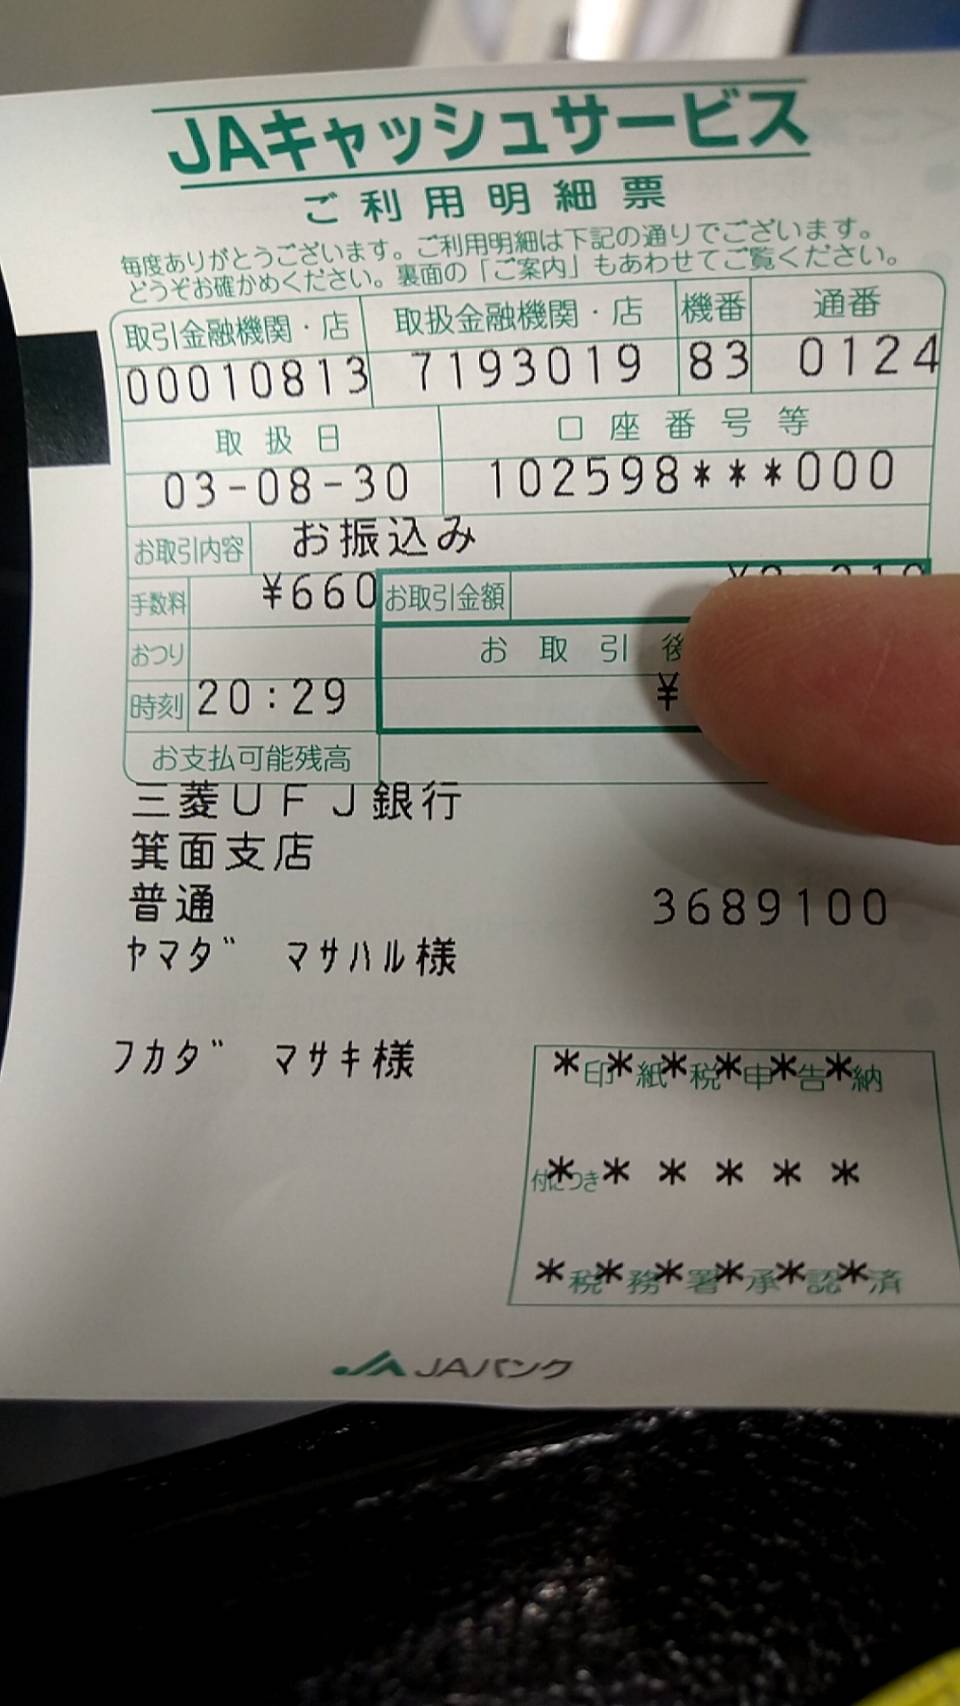 JAキャッシュサービス
ご利用明細票
毎度ありがとうございます。ご利用明細は下記の通りでございます。
どうぞお確かめください。裏面の「ご案内」もあわせてご覧ください。
取引金融機関・店 取扱金融機関・店 機番 通番
00010813 7193019 83 0124
取扱日 口座番号等
03-08-30 102598***000
お取引内容 お振込み
手数料 ¥660 お取引金額
おつり お取引後
時刻 20:29 ¥
お支払可能残高
三菱UFJ銀行
箕面支店
普通 3689100
ヤマダ マサハル様
フカダ マサキ様
*印*紙*税*申*告*納
付に*つき * * * * *
*税*務*署*承*認*済
JAバンク